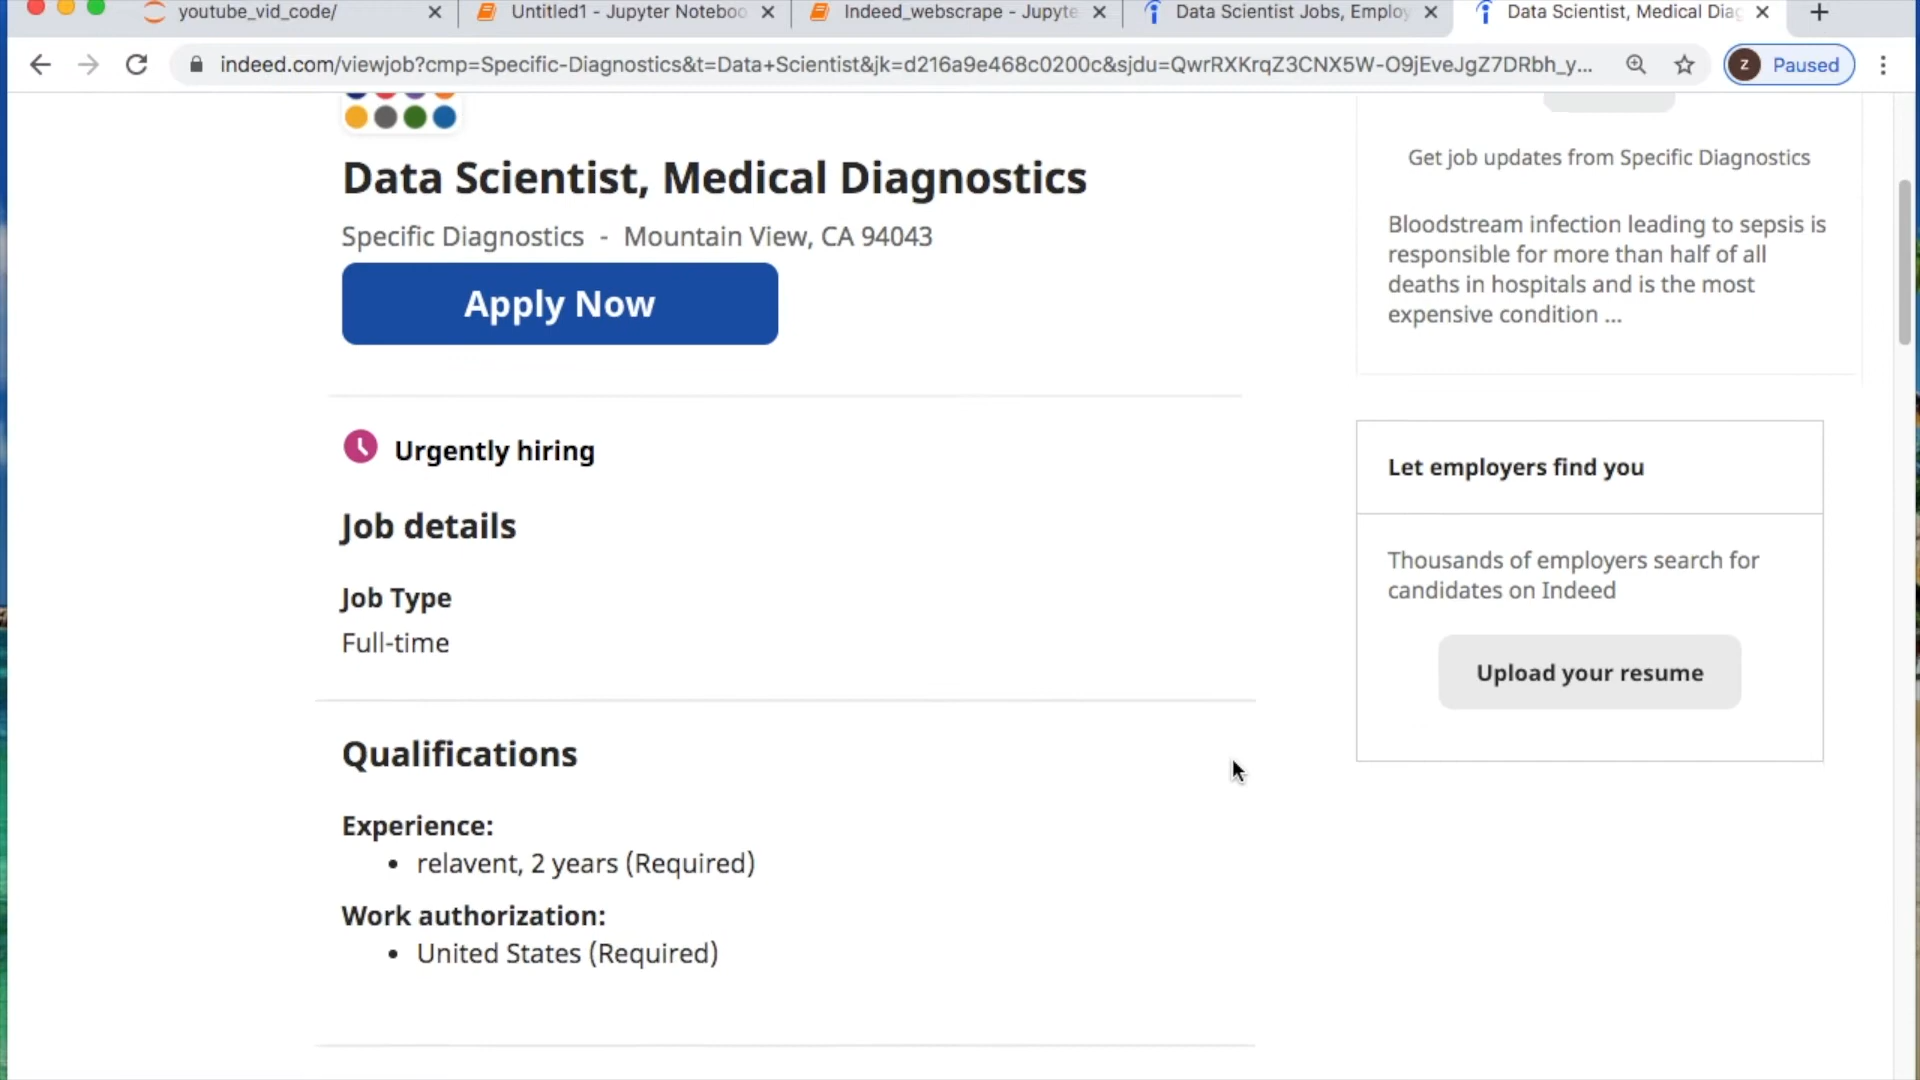 youtube_vid_code/
Untitled1 - Jupyter Noteboo
Indeed_webscrape - Jupyte
Data Scientist Jobs, Employ
Data Scientist, Medical Diag
indeed.com/viewjob?cmp=Specific-Diagnostics&t=Data+Scientist&jk=d216a9e468c0200c&sjdu=QwrRXKrqZ3CNX5W-O9jEveJgZ7DRbh_y...
z
Paused
Data Scientist, Medical Diagnostics
Specific Diagnostics - Mountain View, CA 94043
Apply Now
Urgently hiring
Job details
Job Type
Full-time
Qualifications
Experience:
• relavent, 2 years (Required)
Work authorization:
• United States (Required)
Get job updates from Specific Diagnostics
Bloodstream infection leading to sepsis is
responsible for more than half of all
deaths in hospitals and is the most
expensive condition ...
Let employers find you
Thousands of employers search for
candidates on Indeed
Upload your resume